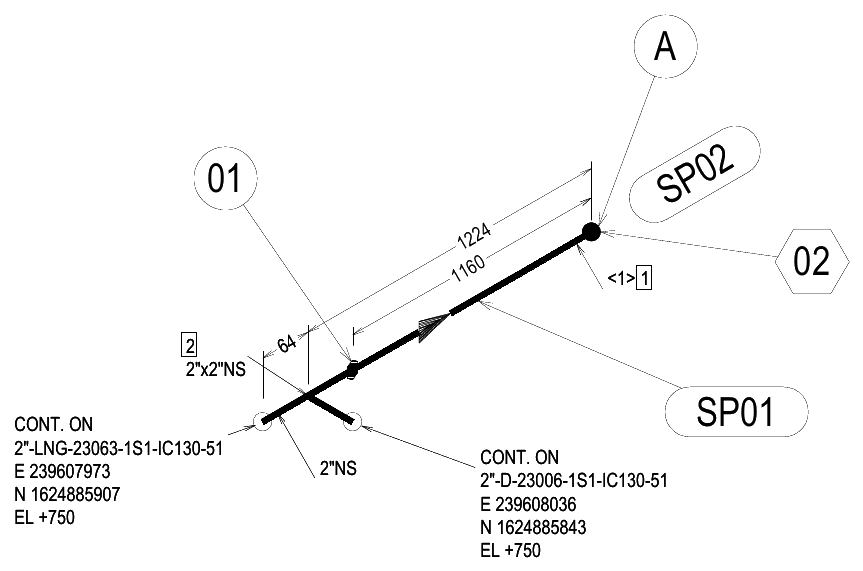 A
SP02
01
1224
1160
02
<1> 1
64
2
2"x2"NS
SP01
CONT. ON
2"-LNG-23063-1S1-IC130-51
E 239607973
N 1624885907
EL +750
2"NS
CONT. ON
2"-D-23006-1S1-IC130-51
E 239608036
N 1624885843
EL +750